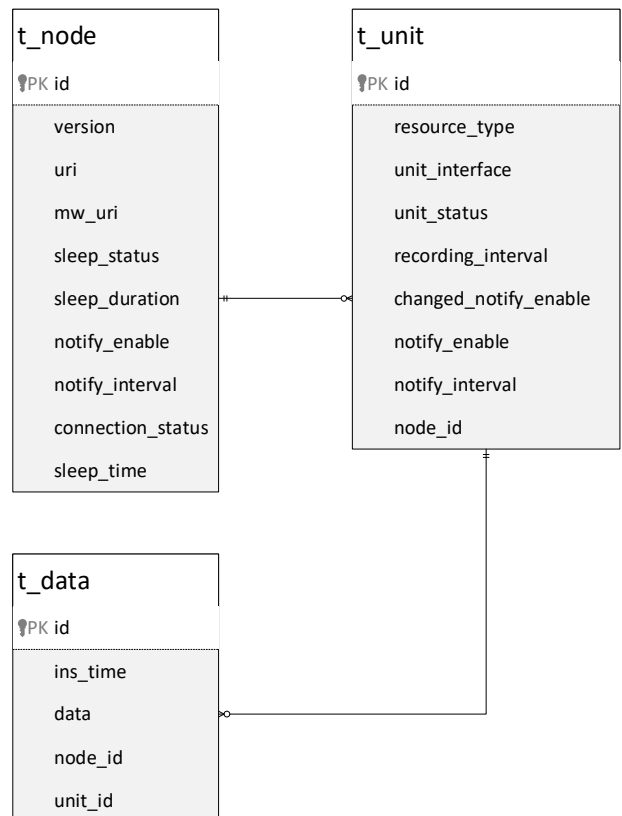 t_node
PK id
version
uri
mw_uri
sleep_status
sleep_duration
notify_enable
notify_interval
connection_status
sleep_time
t_unit
PK id
resource_type
unit_interface
unit_status
recording_interval
changed_notify_enable
notify_enable
notify_interval
node_id
t_data
PK id
ins_time
data
node_id
unit_id